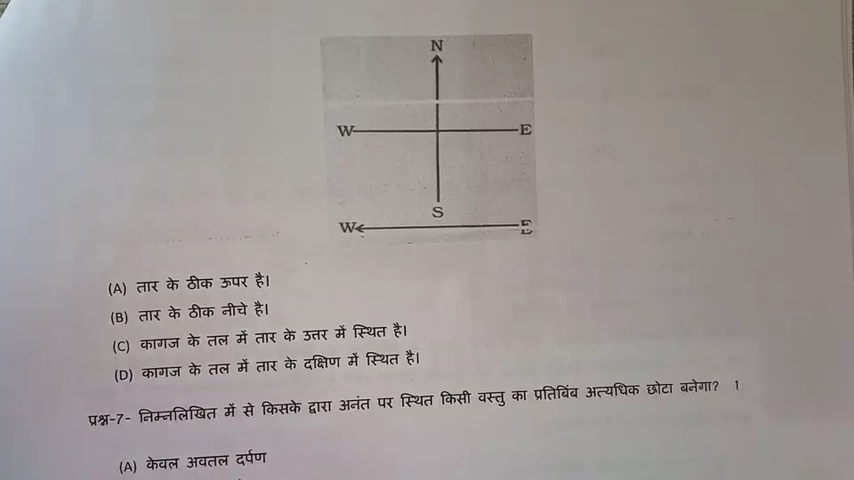 N
W E
S
W E
(A) तार के ठीक ऊपर है।
(B) तार के ठीक नीचे है।
(C) कागज के तल में तार के उत्तर में स्थित है।
(D) कागज के तल में तार के दक्षिण में स्थित है।
प्रश्न-7- निम्नलिखित में से किसके द्वारा अनंत पर स्थित किसी वस्तु का प्रतिबिंब अत्यधिक छोटा बनेगा? 1
(A) केवल अवतल दर्पण